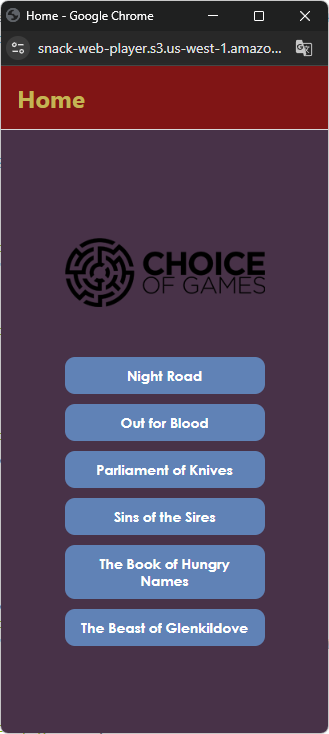 Home - Google Chrome
snack-web-player.s3.us-west-1.amazo...
Home
CHOICE
OF GAMES
Night Road
Out for Blood
Parliament of Knives
Sins of the Sires
The Book of Hungry
Names
The Beast of Glenkildove